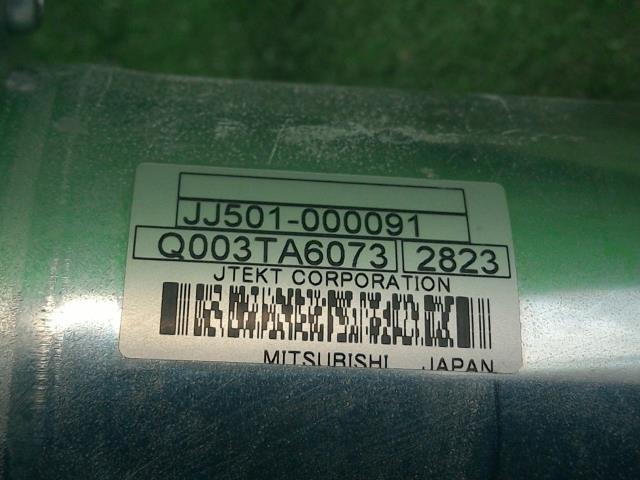 JJ501-000091
Q003TA6073 2823
JTEKT CORPORATION
MITSUBISHI JAPAN